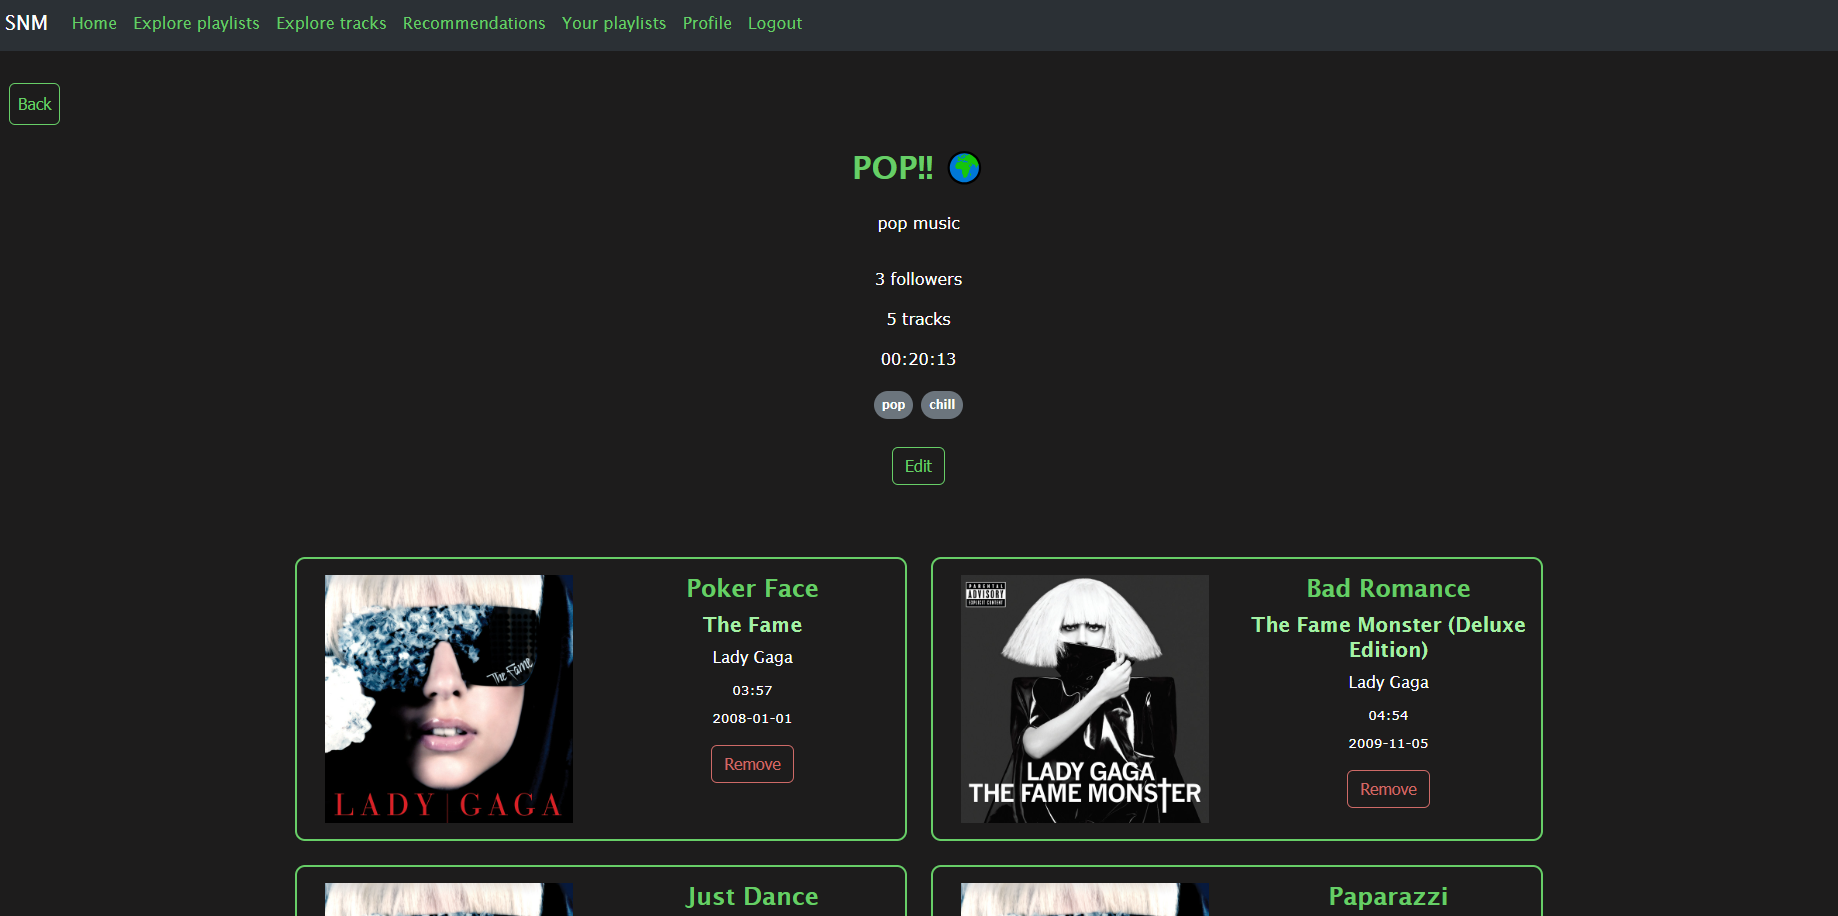 SNM Home Explore playlists Explore tracks Recommendations Your playlists Profile Logout
Back
POP!!
pop music
3 followers
5 tracks
00:20:13
pop chill
Edit
The Fame
LADY | GAGA
Poker Face
The Fame
Lady Gaga
03:57
2008-01-01
Remove
PARENTAL
ADVISORY
EXPLICIT CONTENT
LADY GAGA
THE FAME MONSTER
Bad Romance
The Fame Monster (Deluxe
Edition)
Lady Gaga
04:54
2009-11-05
Remove
Just Dance
Paparazzi